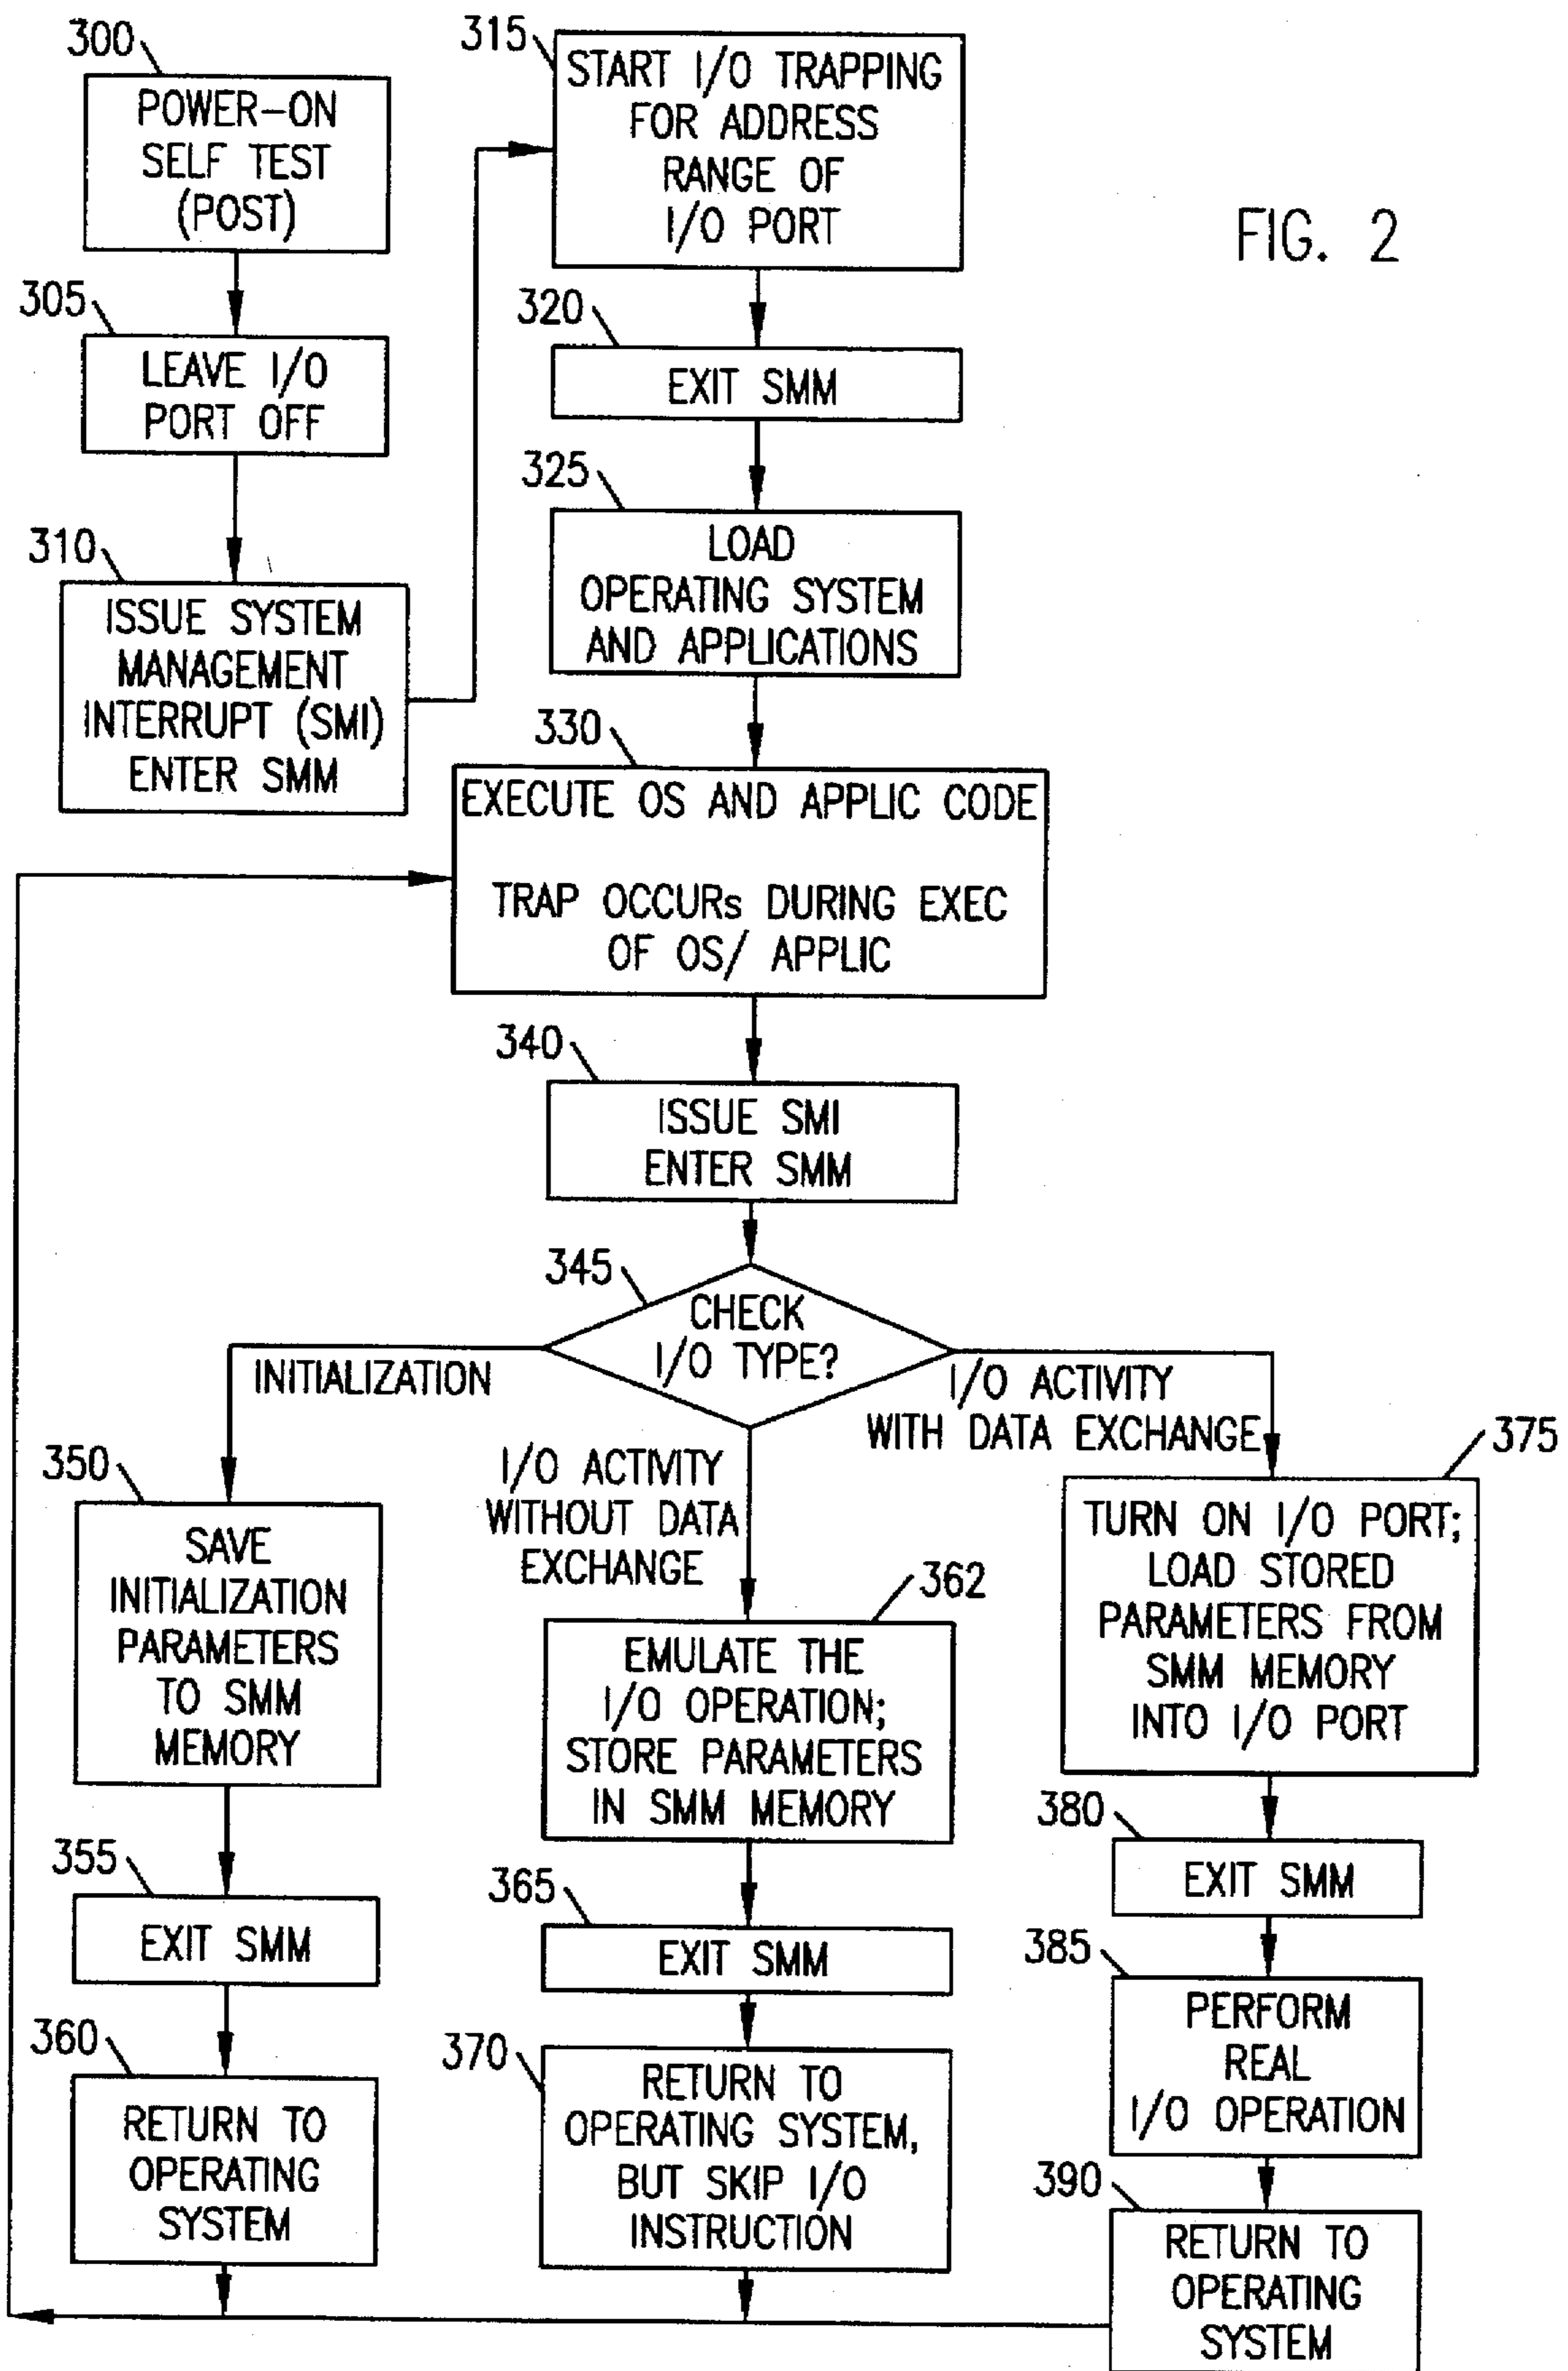 300
POWER-ON
SELF TEST
(POST)
305
LEAVE I/O
PORT OFF
310
ISSUE SYSTEM
MANAGEMENT
INTERRUPT (SMI)
ENTER SMM
315
START I/O TRAPPING
FOR ADDRESS
RANGE OF
I/O PORT
FIG. 2
320
EXIT SMM
325
LOAD
OPERATING SYSTEM
AND APPLICATIONS
330
EXECUTE OS AND APPLIC CODE
TRAP OCCURs DURING EXEC
OF OS/ APPLIC
340
ISSUE SMI
ENTER SMM
345
CHECK
I/O TYPE?
INITIALIZATION
350
SAVE
INITIALIZATION
PARAMETERS
TO SMM
MEMORY
355
EXIT SMM
360
RETURN TO
OPERATING
SYSTEM
I/O ACTIVITY
WITHOUT DATA
EXCHANGE
362
EMULATE THE
I/O OPERATION;
STORE PARAMETERS
IN SMM MEMORY
365
EXIT SMM
370
RETURN TO
OPERATING SYSTEM,
BUT SKIP I/O
INSTRUCTION
I/O ACTIVITY
WITH DATA EXCHANGE
375
TURN ON I/O PORT;
LOAD STORED
PARAMETERS FROM
SMM MEMORY
INTO I/O PORT
380
EXIT SMM
385
PERFORM
REAL
I/O OPERATION
390
RETURN TO
OPERATING
SYSTEM